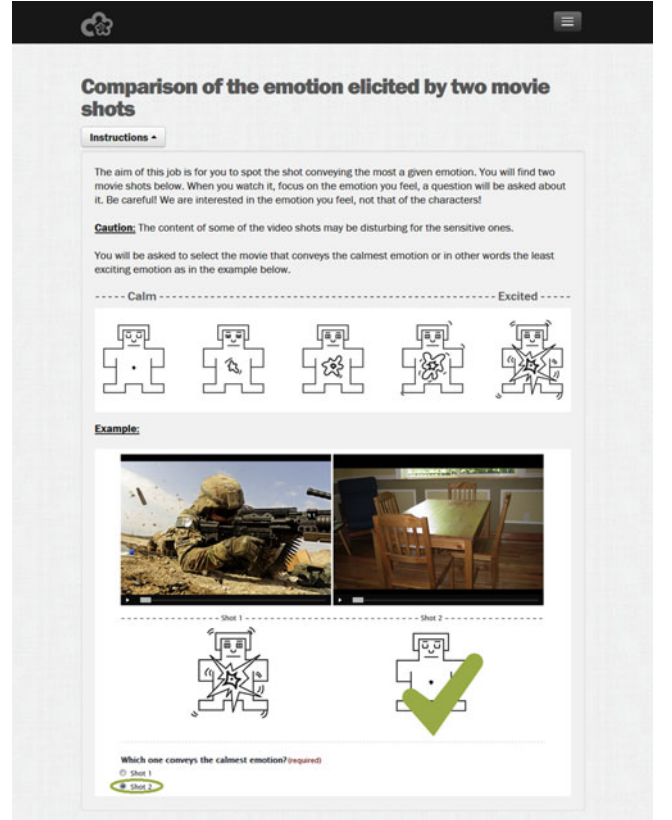 Comparison of the emotion elicited by two movie
shots
Instructions
The aim of this job is for you to spot the shot conveying the most a given emotion. You will find two
movie shots below. When you watch it, focus on the emotion you feel, a question will be asked about
it. Be careful! We are interested in the emotion you feel, not that of the characters!
Caution: The content of some of the video shots may be disturbing for the sensitive ones.
You will be asked to select the movie that conveys the calmest emotion or in other words the least
exciting emotion as in the example below.
----- Calm ----- Excited -----
Example:
----- Shot 1 ----- Shot 2 -----
Which one conveys the calmest emotion? (required)
Shot 1
Shot 2